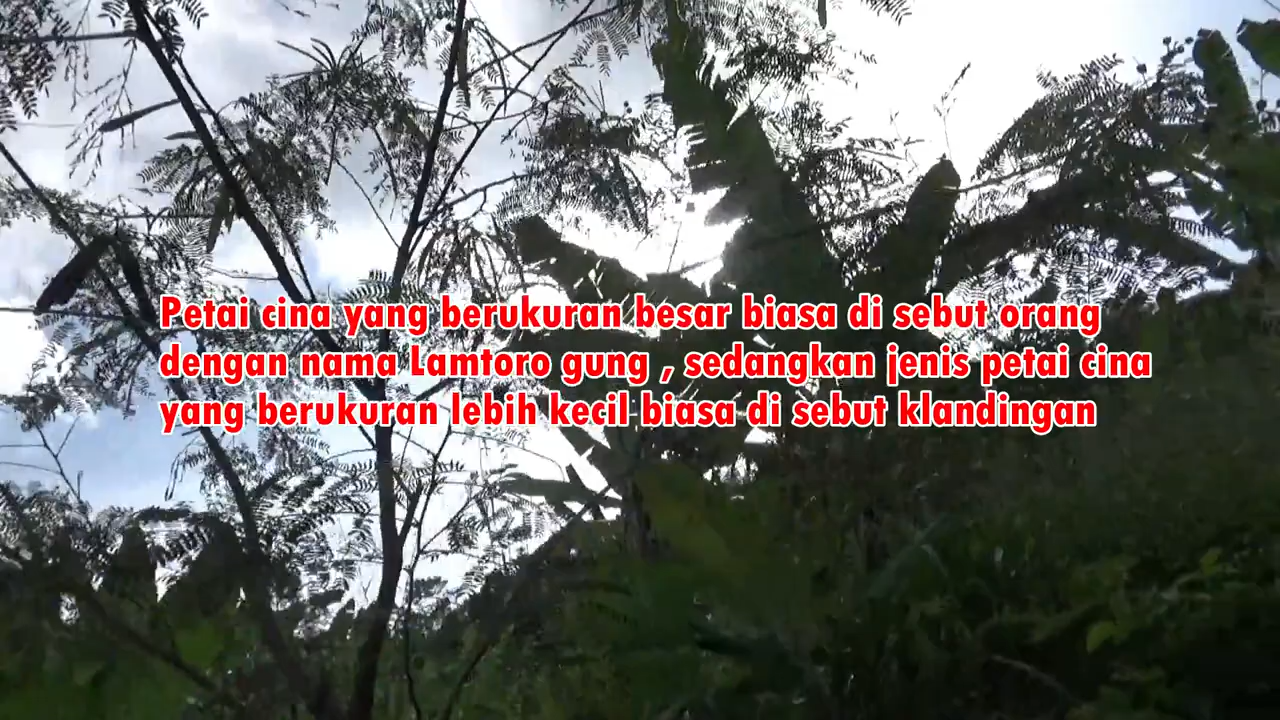 Petai cina yang berukuran besar biasa di sebut orang
dengan nama Lamtoro gung , sedangkan jenis petai cina
yang berukuran lebih kecil biasa di sebut klandingan